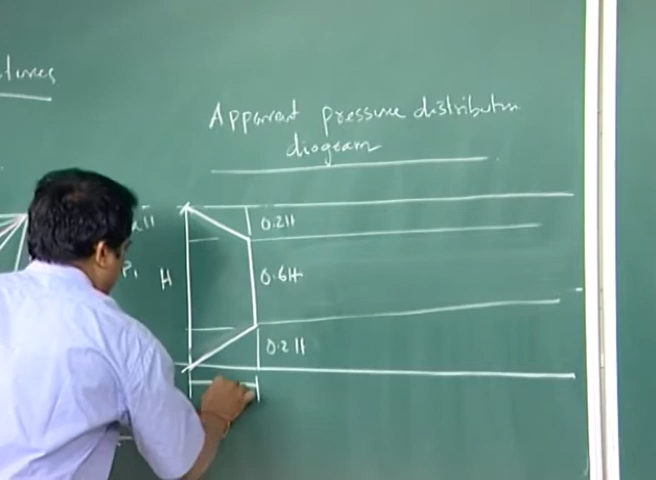 Apparent pressure distribution
diagram
0.2H
H
0.6H
0.2H